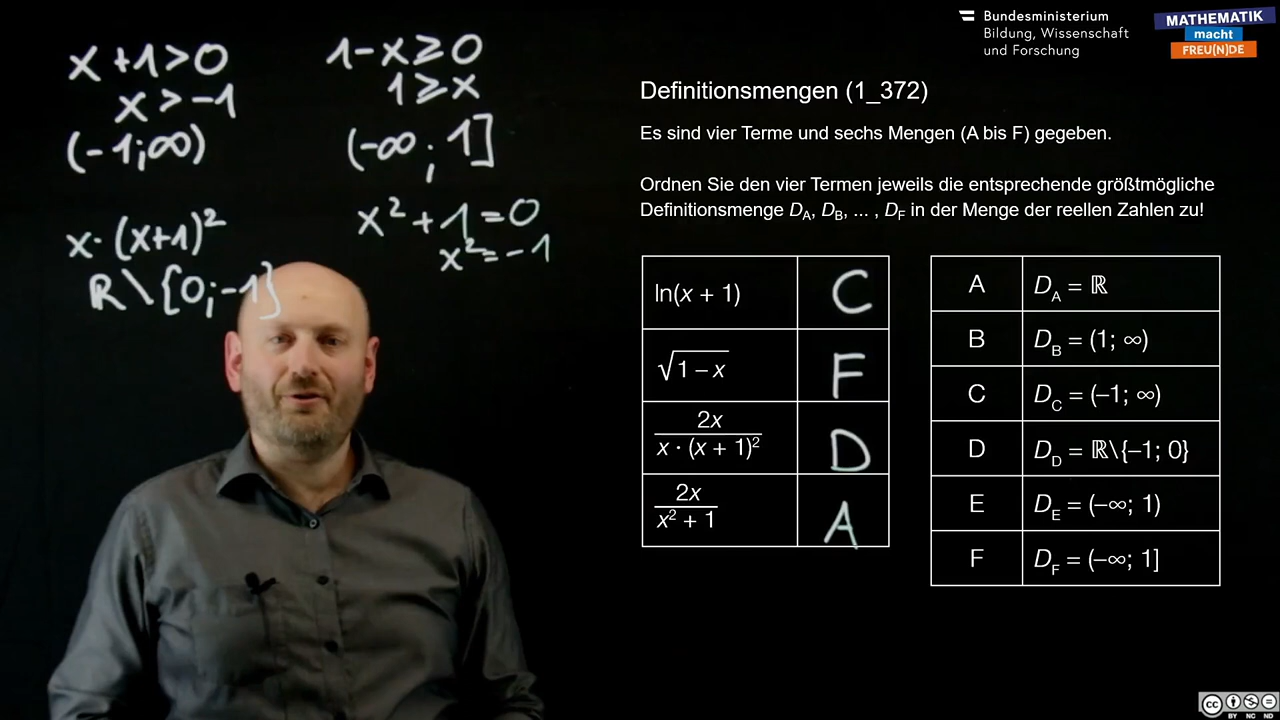 Bundesministerium
Bildung, Wissenschaft
und Forschung
MATHEMATIK
macht
FREU(N)DE
x+1>0
x>-1
(-1;∞)
1-x≥0
1≥x
(-∞;1]
x·(x+1)²
ℝ\{0;-1}
x²+1=0
x²=-1
Definitionsmengen (1_372)
Es sind vier Terme und sechs Mengen (A bis F) gegeben.
Ordnen Sie den vier Termen jeweils die entsprechende größtmögliche
Definitionsmenge D_A, D_B, ... , D_F in der Menge der reellen Zahlen zu!
ln(x + 1) C
√(1 – x) F
2x
x · (x + 1)² D
2x
x² + 1 A
A D_A = ℝ
B D_B = (1; ∞)
C D_C = (–1; ∞)
D D_D = ℝ\{–1; 0}
E D_E = (–∞; 1)
F D_F = (–∞; 1]
cc
BY NC ND